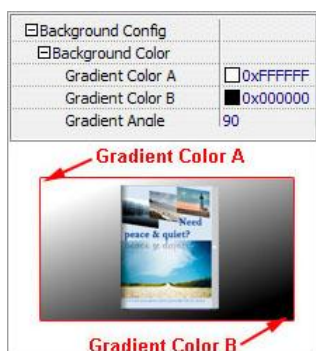 Background Config
Background Color
Gradient Color A 0xFFFFFF
Gradient Color B 0x000000
Gradient Angle 90
Gradient Color A
Need
peace & quiet?
Gradient Color B